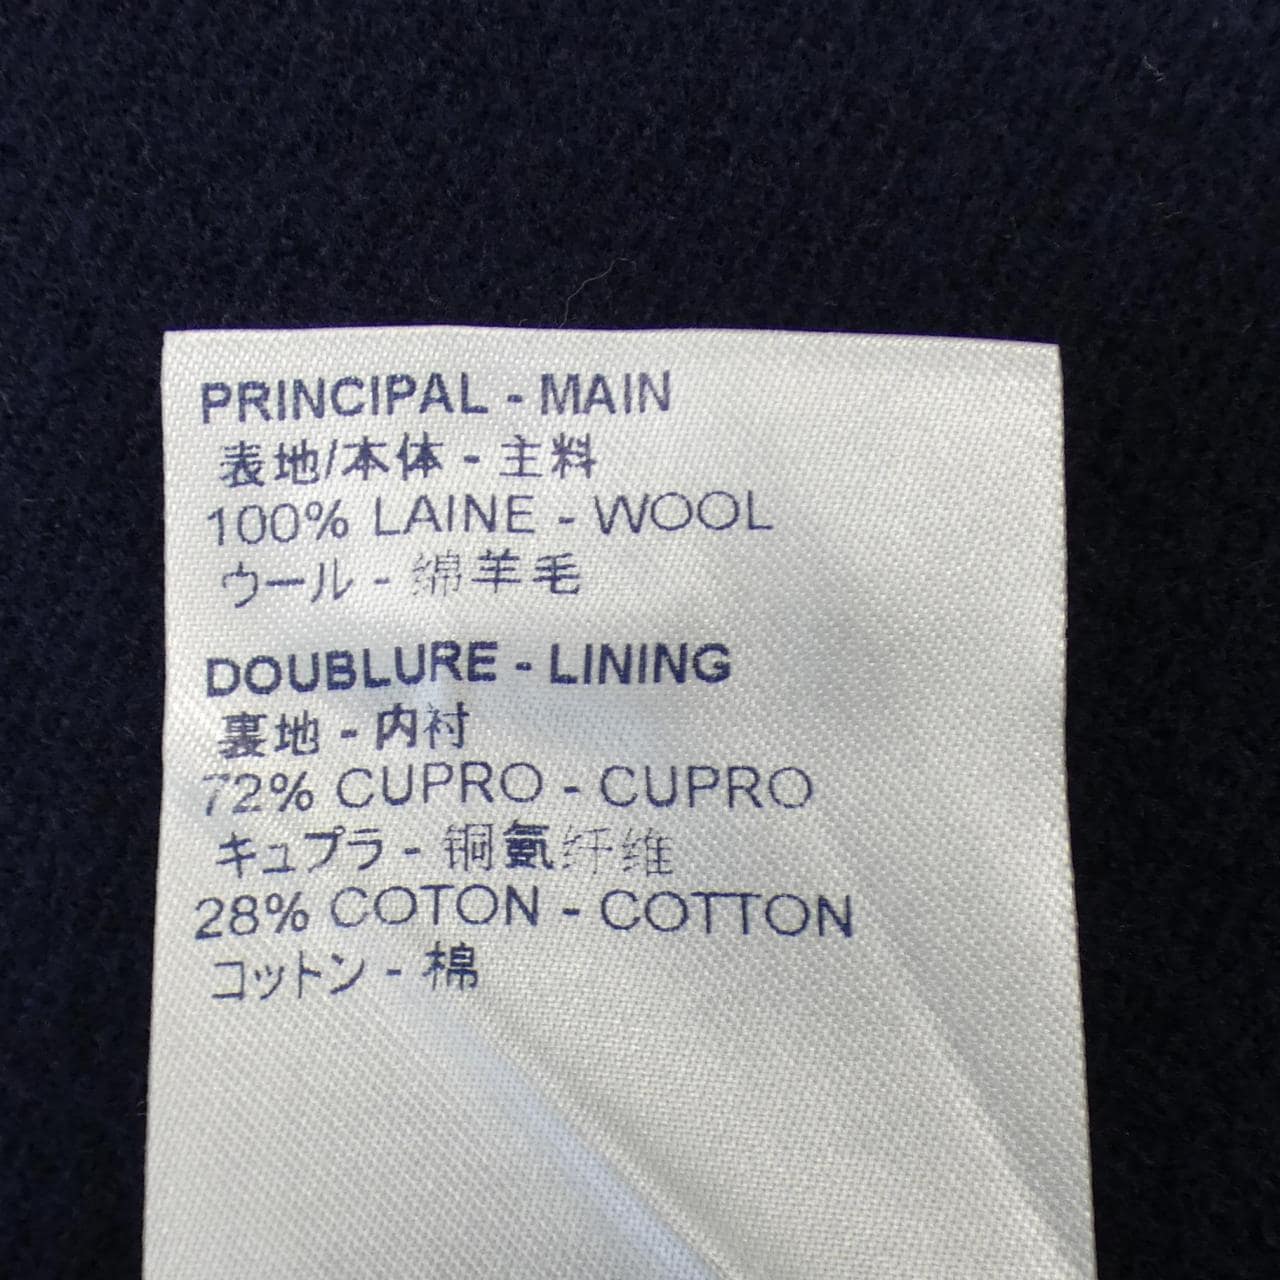 PRINCIPAL - MAIN
表地/本体 - 主料
100% LAINE - WOOL
ウール - 绵羊毛
DOUBLURE - LINING
裏地 - 内衬
72% CUPRO - CUPRO
キュプラ - 铜氨纤维
28% COTON - COTTON
コットン - 棉